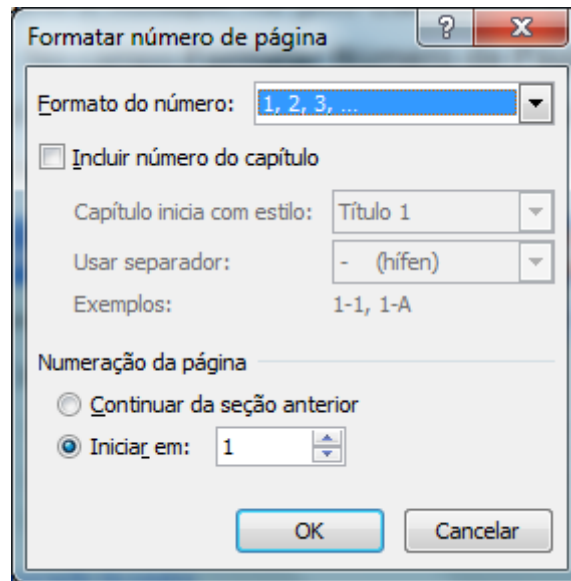 Formatar número de página
Formato do número: 1, 2, 3, ...
Incluir número do capítulo
Capítulo inicia com estilo: Título 1
Usar separador: - (hífen)
Exemplos: 1-1, 1-A
Numeração da página
Continuar da seção anterior
Iniciar em: 1
OK Cancelar